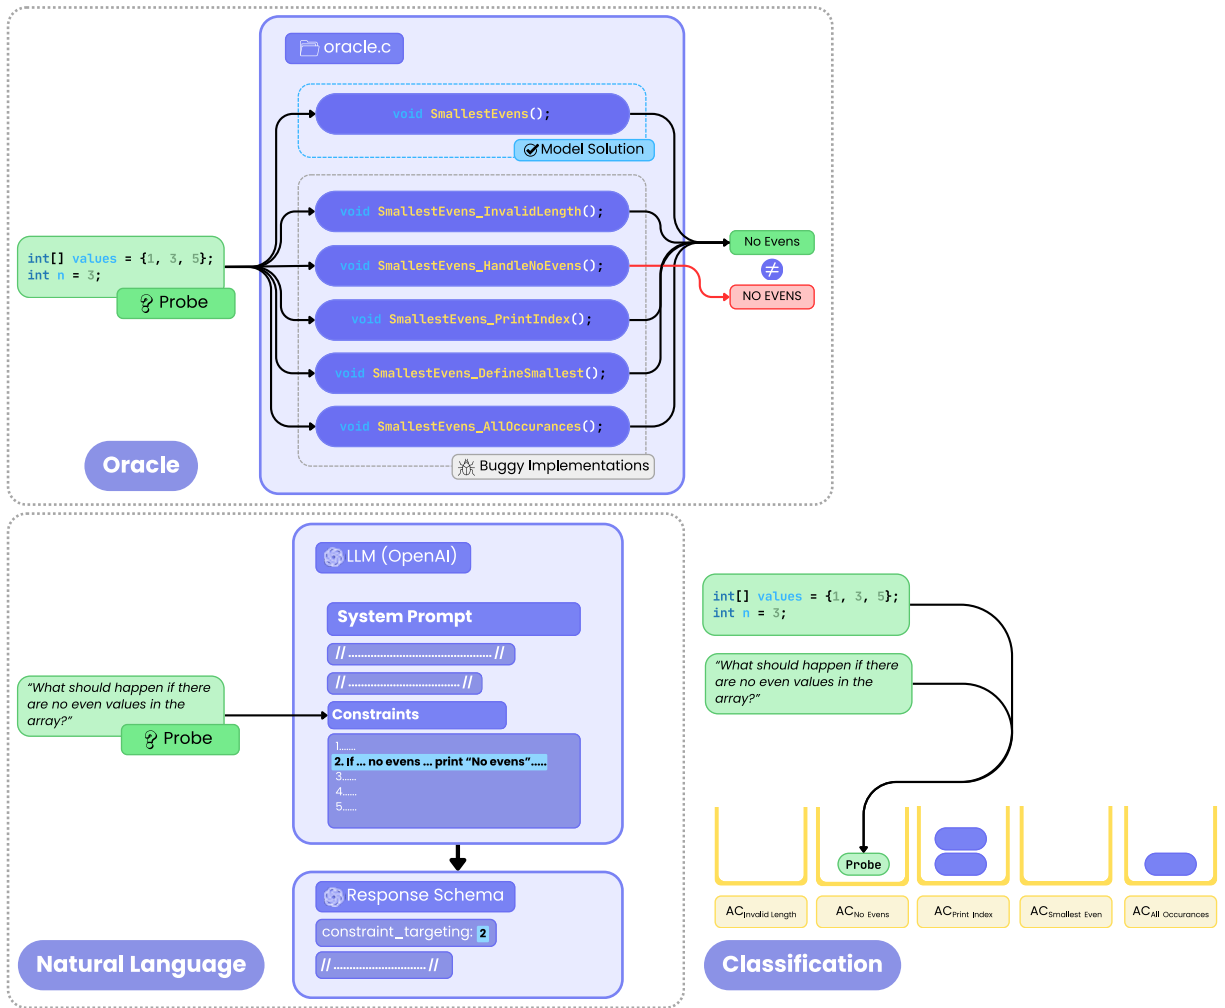 oracle.c
void SmallestEvens();
Model Solution
void SmallestEvens_InvalidLength();
void SmallestEvens_HandleNoEvens();
void SmallestEvens_PrintIndex();
void SmallestEvens_DefineSmallest();
void SmallestEvens_AllOccurances();
Buggy Implementations
int[] values = {1, 3, 5};
int n = 3;
Probe
No Evens
≠
NO EVENS
Oracle
LLM (OpenAI)
System Prompt
//.............................................//
//...................................//
Constraints
1......
2. If ... no evens ... print “No evens”.....
3.....
4.....
5.....
“What should happen if there
are no even values in the
array?”
Probe
Response Schema
constraint_targeting: 2
//.............................//
Natural Language
int[] values = {1, 3, 5};
int n = 3;
“What should happen if there
are no even values in the
array?”
Probe
AC Invalid Length
AC No Evens
AC Print Index
AC Smallest Even
AC All Occurances
Classification